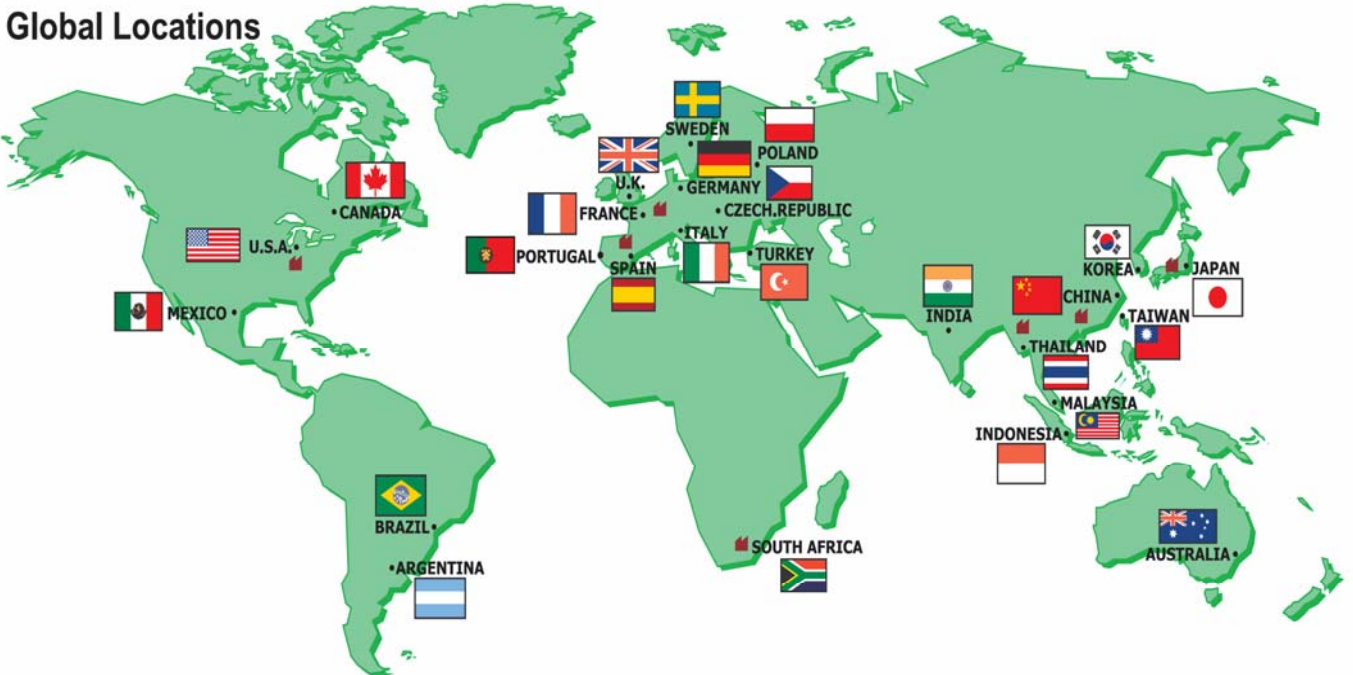 Global Locations
SWEDEN
POLAND
U.K.
GERMANY
CANADA
FRANCE
CZECH.REPUBLIC
U.S.A.
ITALY
PORTUGAL
SPAIN
TURKEY
KOREA
JAPAN
MEXICO
INDIA
CHINA
TAIWAN
THAILAND
MALAYSIA
INDONESIA
BRAZIL
SOUTH AFRICA
AUSTRALIA
ARGENTINA